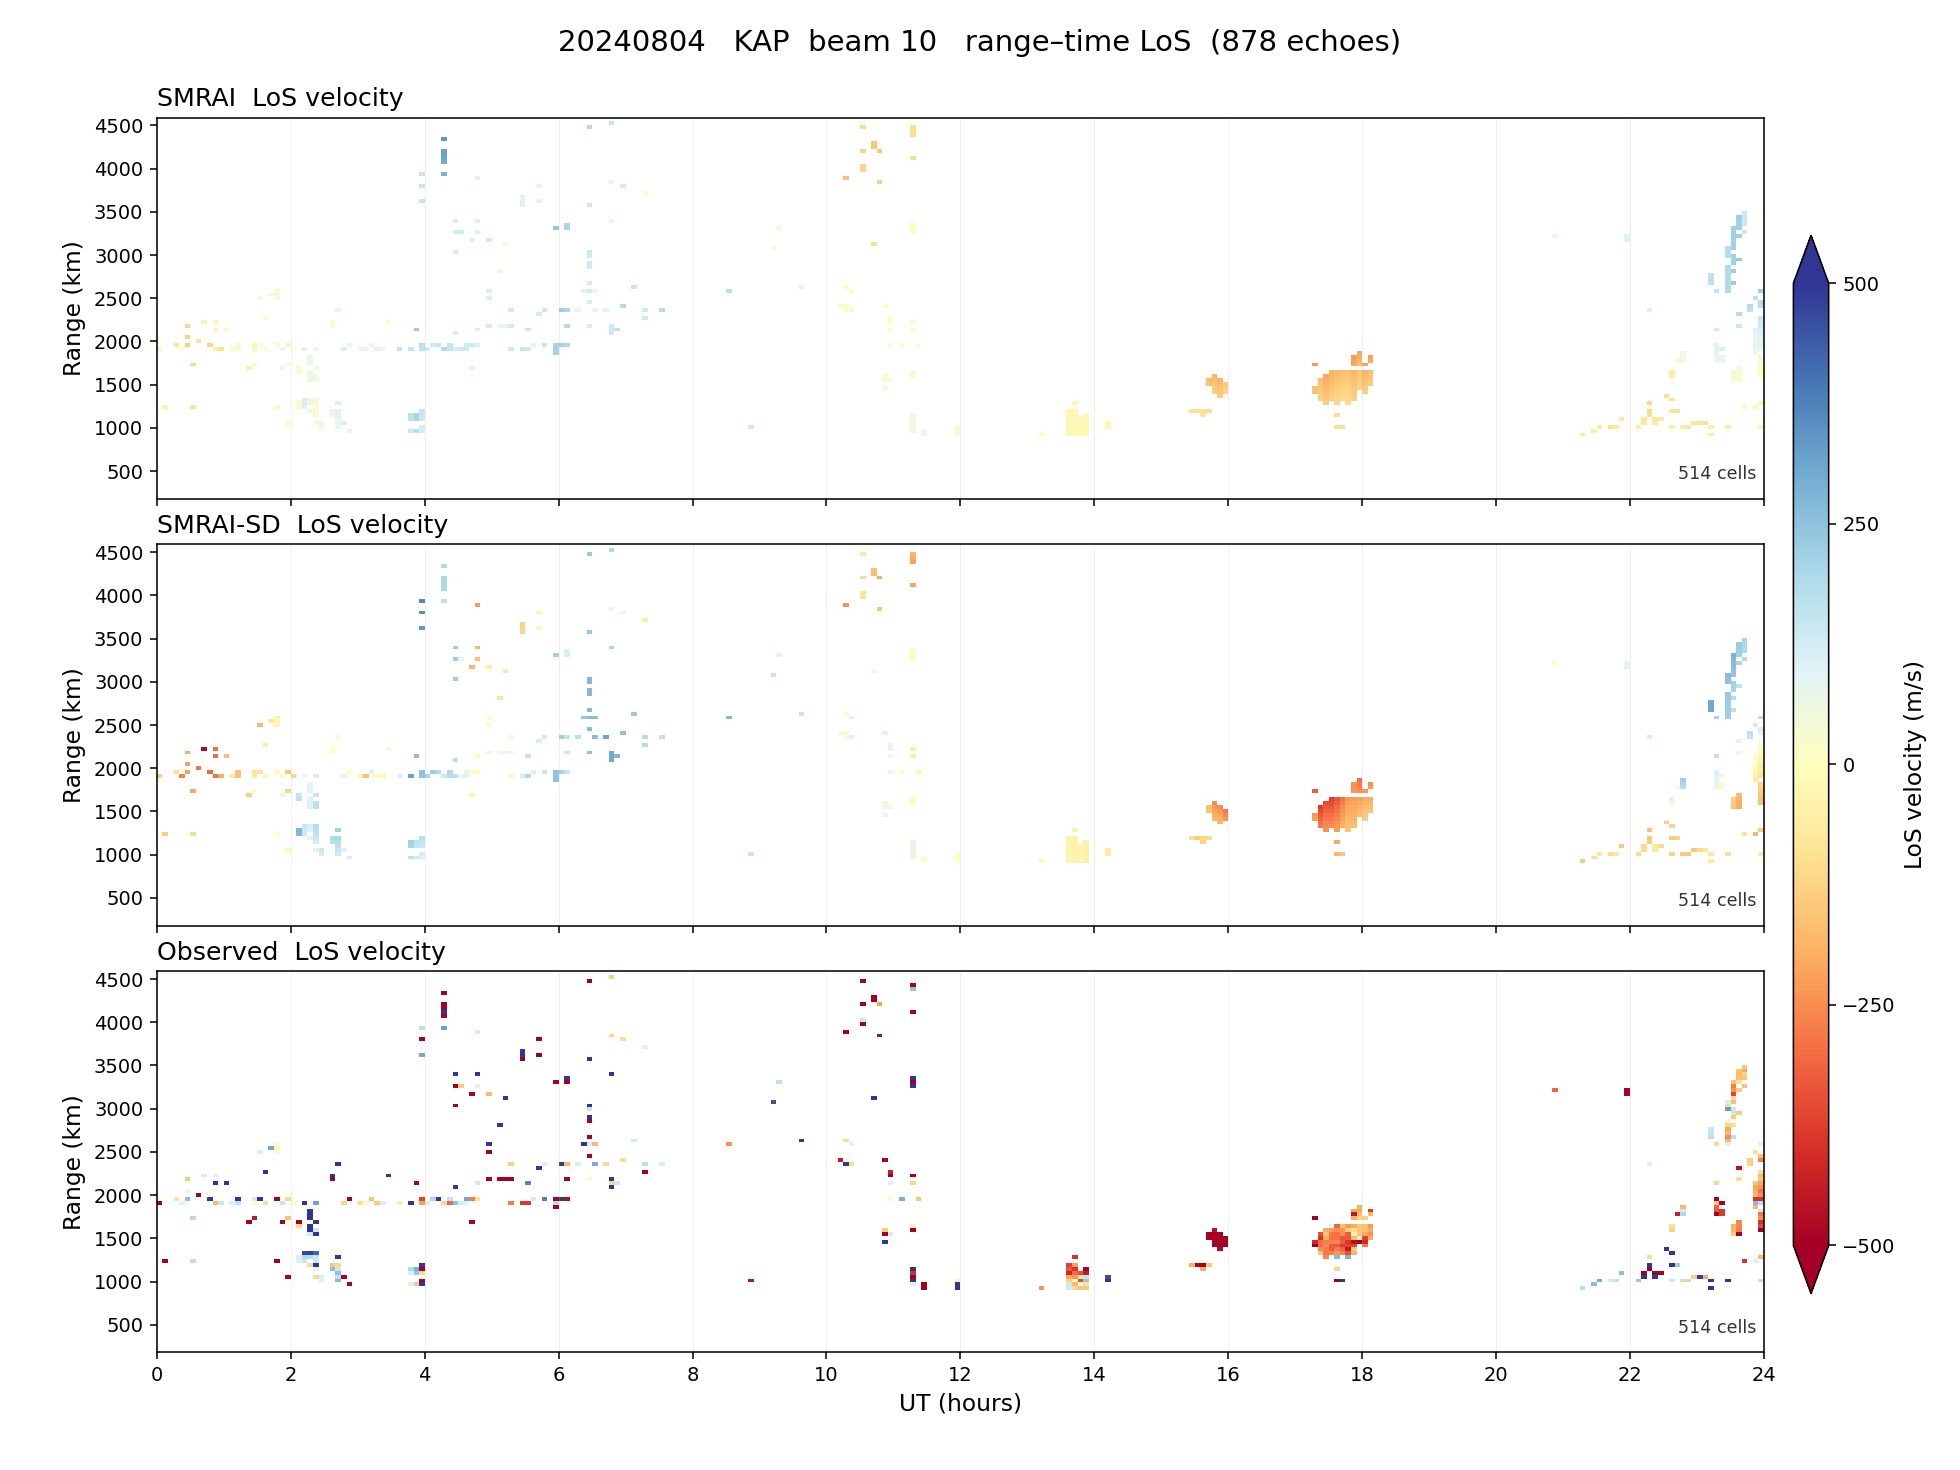 20240804   KAP  beam 10   range–time LoS  (878 echoes)
SMRAI  LoS velocity
4500
4000
3500
3000
2500
2000
1500
1000
500
Range (km)
514 cells
SMRAI-SD  LoS velocity
4500
4000
3500
3000
2500
2000
1500
1000
500
Range (km)
514 cells
Observed  LoS velocity
4500
4000
3500
3000
2500
2000
1500
1000
500
Range (km)
514 cells
0 2 4 6 8 10 12 14 16 18 20 22 24
UT (hours)
500
250
0
−250
−500
LoS velocity (m/s)